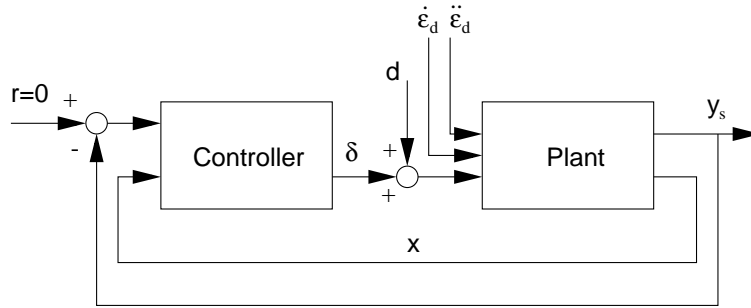 ε̇d ε̈d
d
r=0
+
-
Controller
δ
+
+
Plant
ys
x